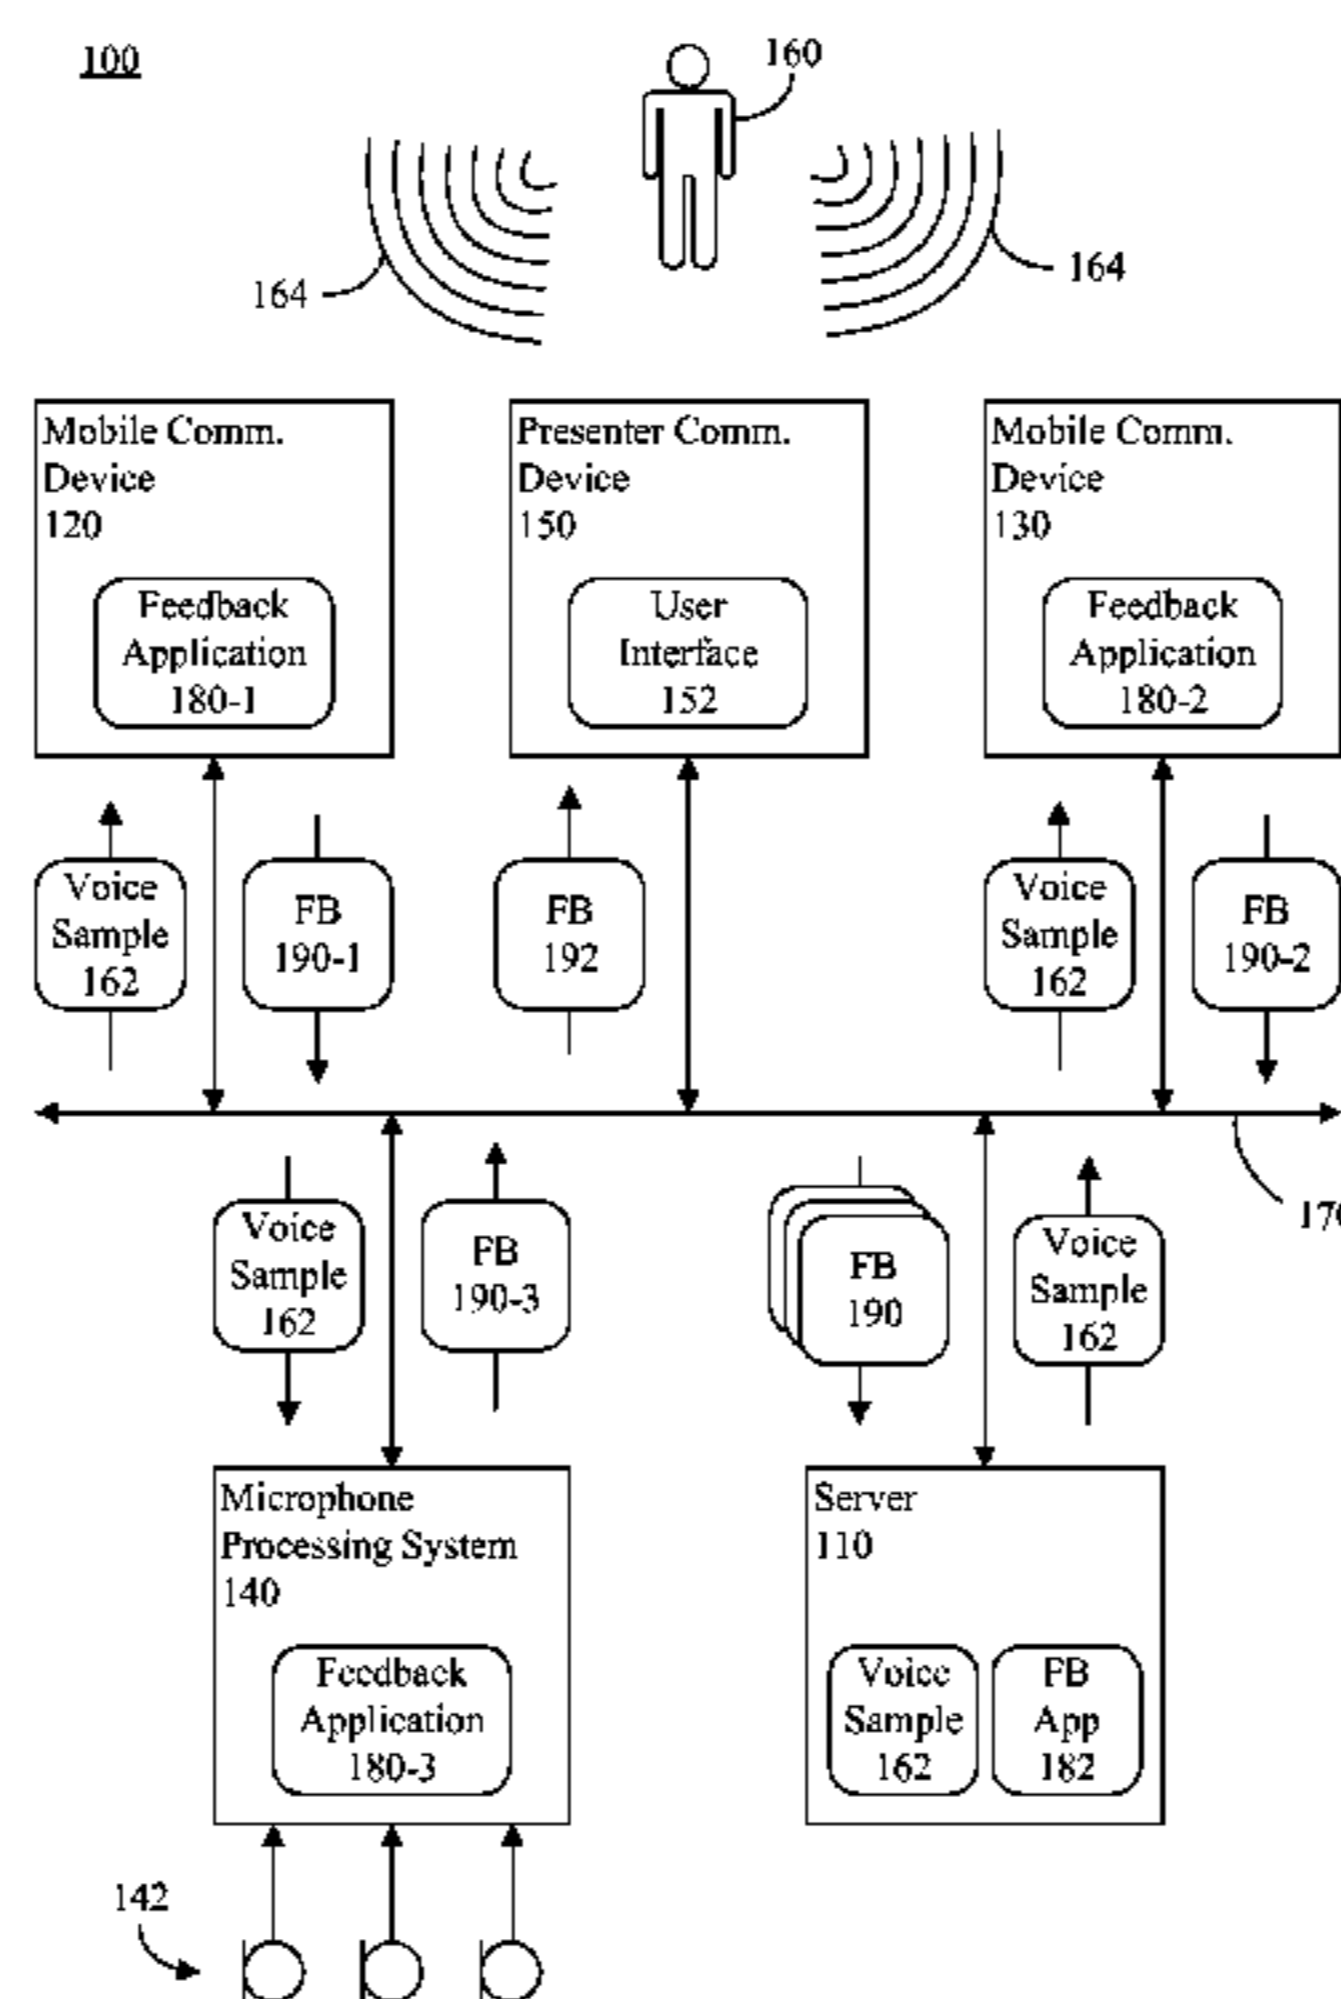 100
160
164
164
Mobile Comm.
Device
120
Feedback
Application
180-1
Presenter Comm.
Device
150
User
Interface
152
Mobile Comm.
Device
130
Feedback
Application
180-2
Voice
Sample
162
FB
190-1
FB
192
Voice
Sample
162
FB
190-2
Voice
Sample
162
FB
190-3
FB
190
Voice
Sample
162
Microphone
Processing System
140
Feedback
Application
180-3
Server
110
Voice
Sample
162
FB
App
182
142